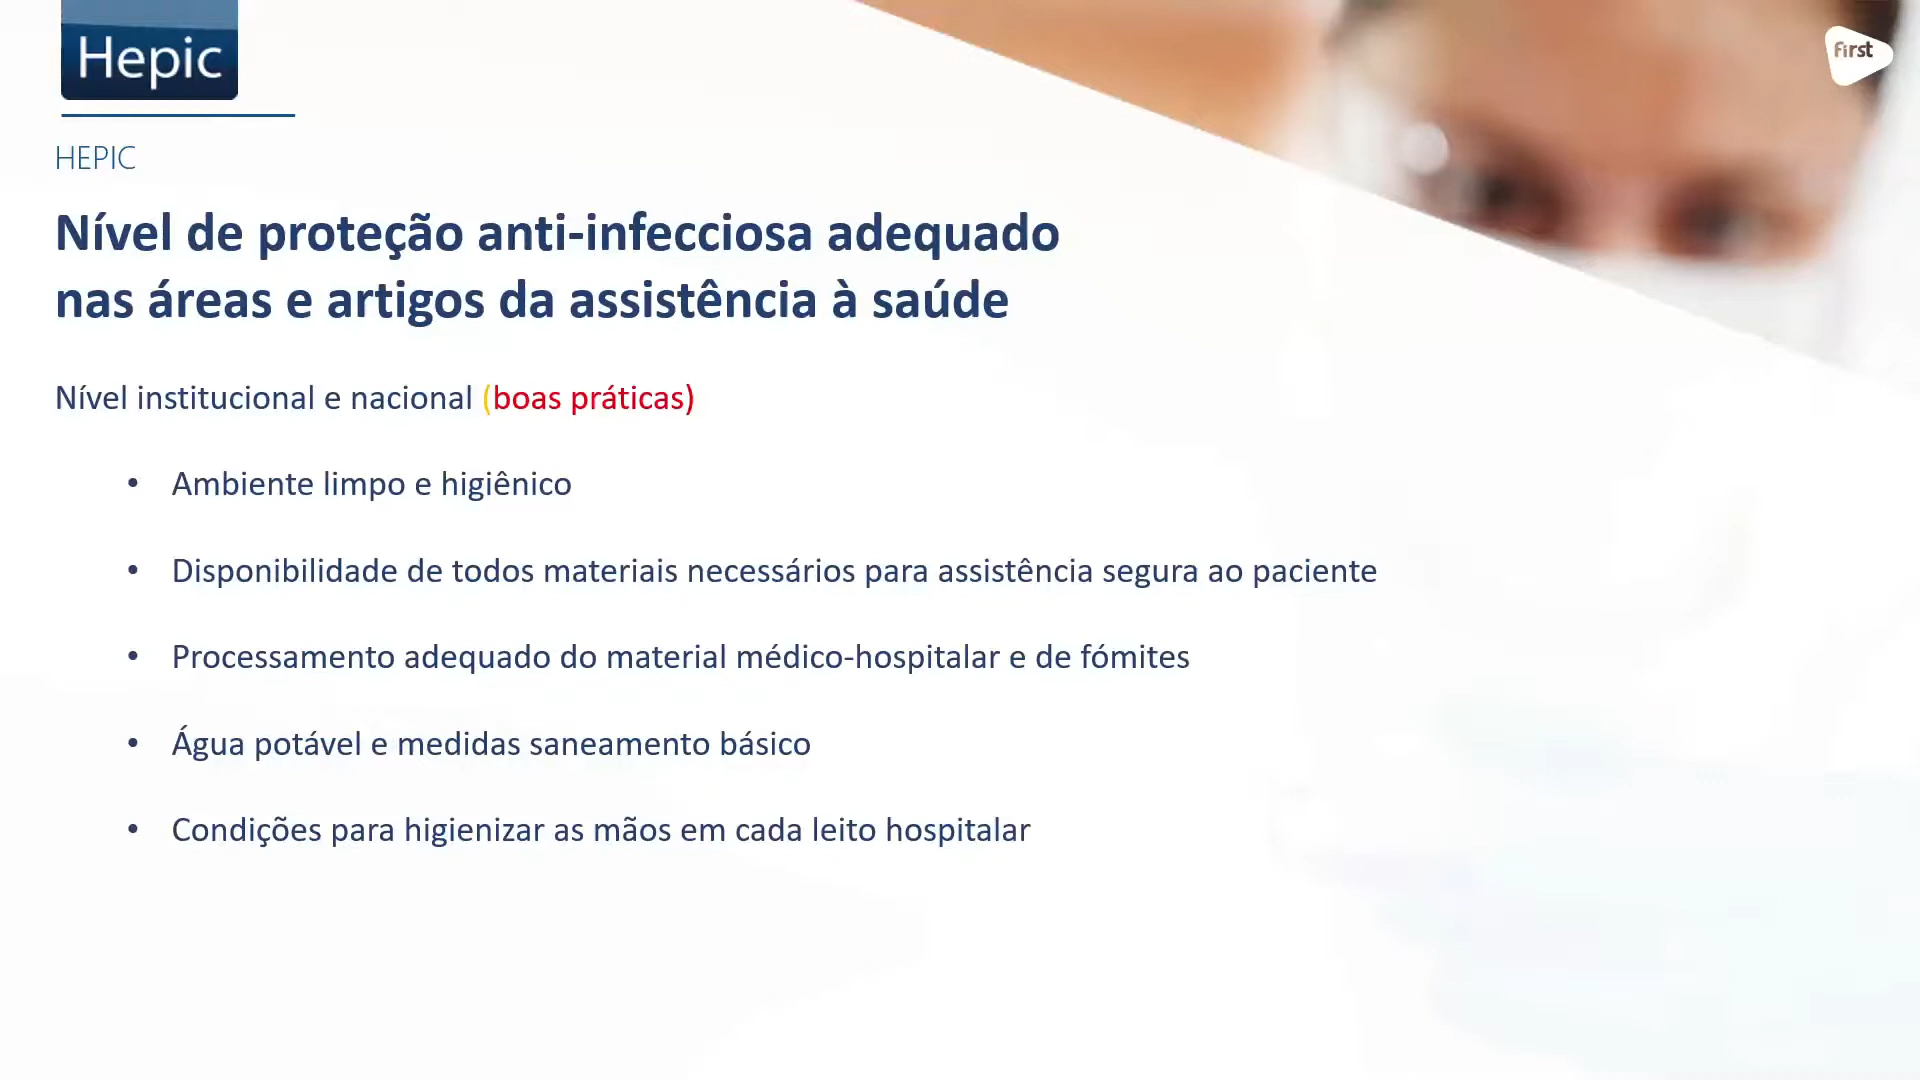 Hepic
first
HEPIC
Nível de proteção anti-infecciosa adequado
nas áreas e artigos da assistência à saúde
Nível institucional e nacional (boas práticas)
• Ambiente limpo e higiênico
• Disponibilidade de todos materiais necessários para assistência segura ao paciente
• Processamento adequado do material médico-hospitalar e de fómites
• Água potável e medidas saneamento básico
• Condições para higienizar as mãos em cada leito hospitalar